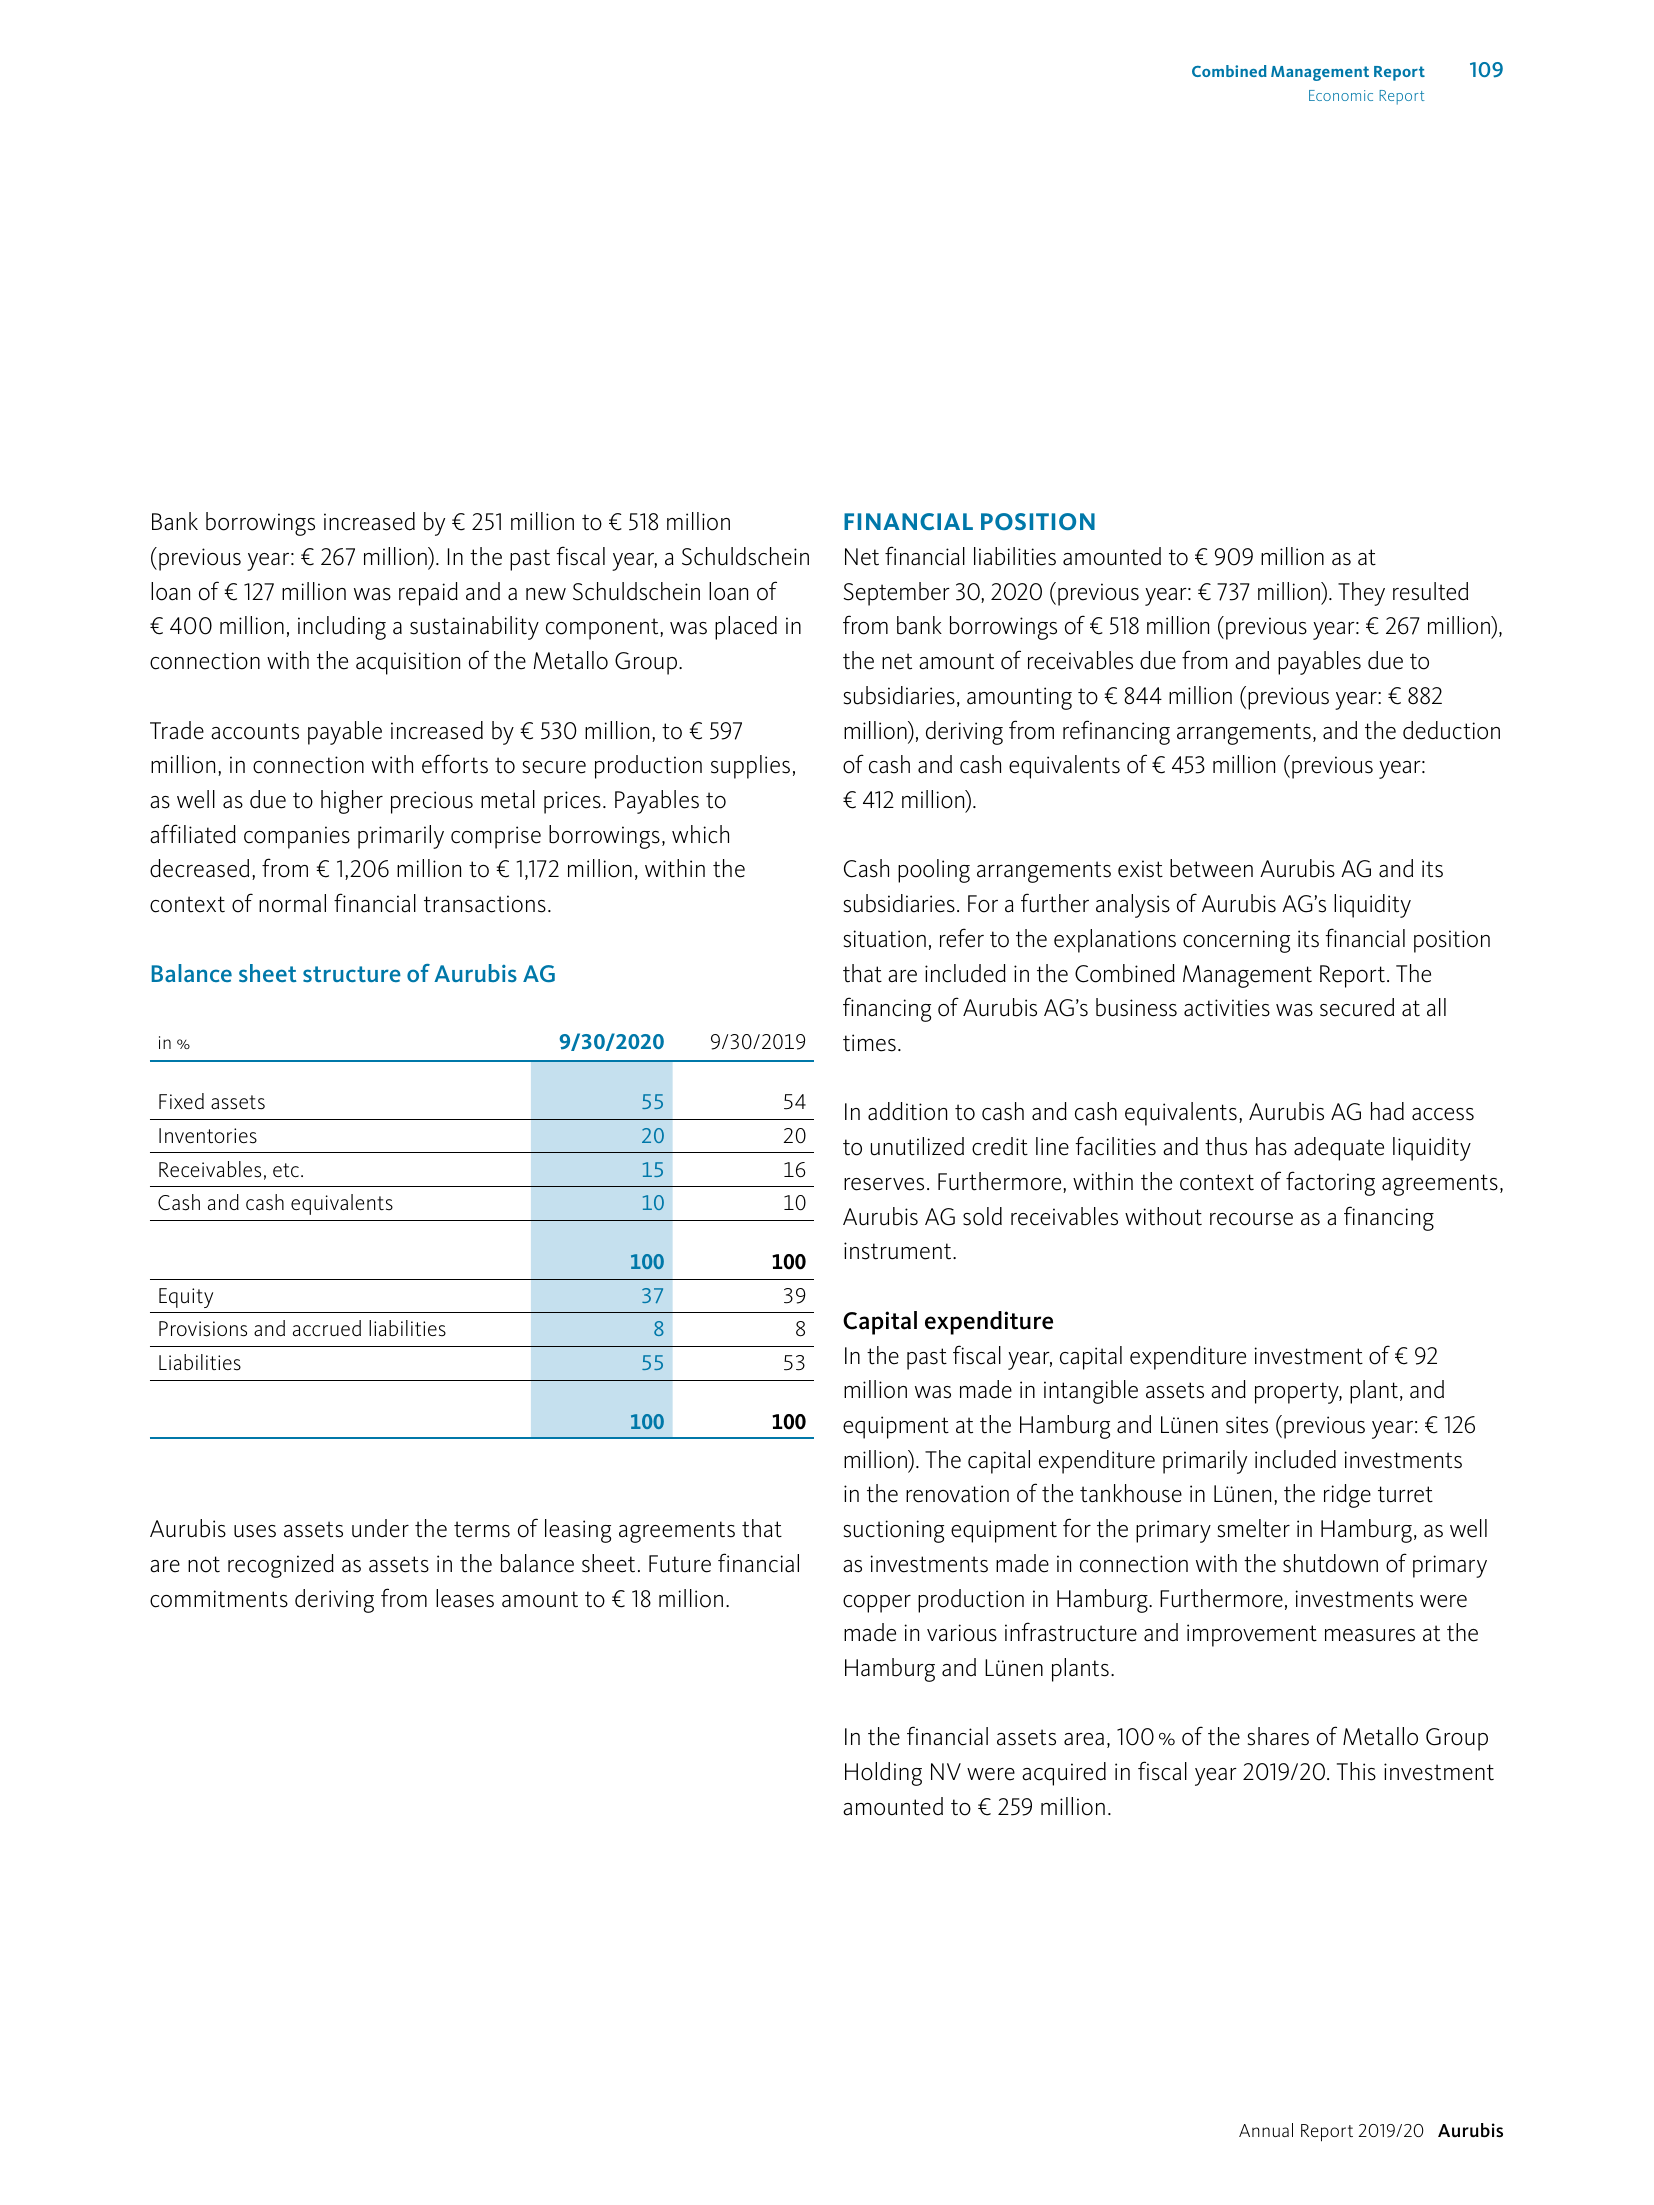 Combined Management Report 109
Economic Report
Bank borrowings increased by € 251 million to € 518 million
(previous year: € 267 million). In the past fiscal year, a Schuldschein
loan of € 127 million was repaid and a new Schuldschein loan of
€ 400 million, including a sustainability component, was placed in
connection with the acquisition of the Metallo Group.
Trade accounts payable increased by € 530 million, to € 597
million, in connection with efforts to secure production supplies,
as well as due to higher precious metal prices. Payables to
affiliated companies primarily comprise borrowings, which
decreased, from € 1,206 million to € 1,172 million, within the
context of normal financial transactions.
Balance sheet structure of Aurubis AG
in % 9/30/2020 9/30/2019
Fixed assets 55 54
Inventories 20 20
Receivables, etc. 15 16
Cash and cash equivalents 10 10
100 100
Equity 37 39
Provisions and accrued liabilities 8 8
Liabilities 55 53
100 100
Aurubis uses assets under the terms of leasing agreements that
are not recognized as assets in the balance sheet. Future financial
commitments deriving from leases amount to € 18 million.
FINANCIAL POSITION
Net financial liabilities amounted to € 909 million as at
September 30, 2020 (previous year: € 737 million). They resulted
from bank borrowings of € 518 million (previous year: € 267 million),
the net amount of receivables due from and payables due to
subsidiaries, amounting to € 844 million (previous year: € 882
million), deriving from refinancing arrangements, and the deduction
of cash and cash equivalents of € 453 million (previous year:
€ 412 million).
Cash pooling arrangements exist between Aurubis AG and its
subsidiaries. For a further analysis of Aurubis AG’s liquidity
situation, refer to the explanations concerning its financial position
that are included in the Combined Management Report. The
financing of Aurubis AG’s business activities was secured at all
times.
In addition to cash and cash equivalents, Aurubis AG had access
to unutilized credit line facilities and thus has adequate liquidity
reserves. Furthermore, within the context of factoring agreements,
Aurubis AG sold receivables without recourse as a financing
instrument.
Capital expenditure
In the past fiscal year, capital expenditure investment of € 92
million was made in intangible assets and property, plant, and
equipment at the Hamburg and Lünen sites (previous year: € 126
million). The capital expenditure primarily included investments
in the renovation of the tankhouse in Lünen, the ridge turret
suctioning equipment for the primary smelter in Hamburg, as well
as investments made in connection with the shutdown of primary
copper production in Hamburg. Furthermore, investments were
made in various infrastructure and improvement measures at the
Hamburg and Lünen plants.
In the financial assets area, 100 % of the shares of Metallo Group
Holding NV were acquired in fiscal year 2019/20. This investment
amounted to € 259 million.
Annual Report 2019/20 Aurubis